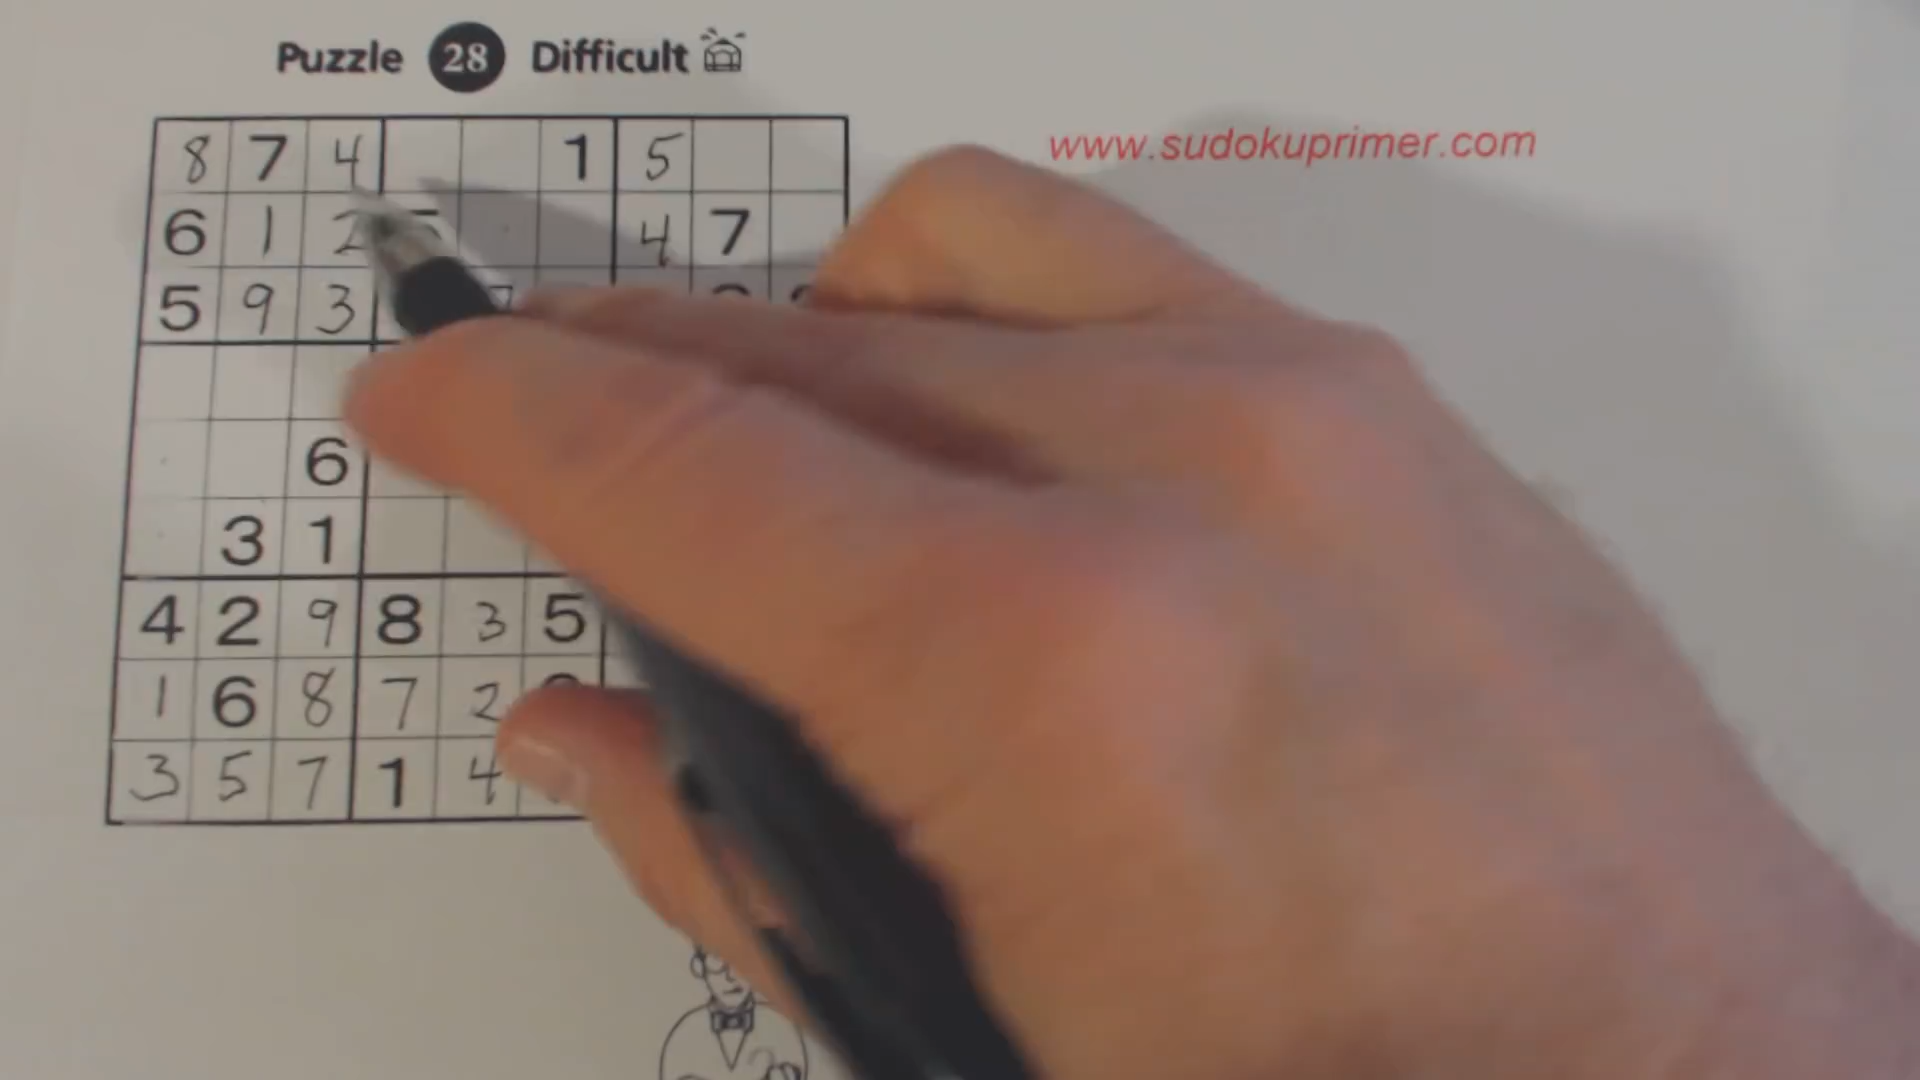 Puzzle 28 Difficult
www.sudokuprimer.com
8 7 4 1 5
6 1 2 5 4 7
5 9 3
6
3 1
4 2 9 8 3 5
1 6 8 7 2
3 5 7 1 4